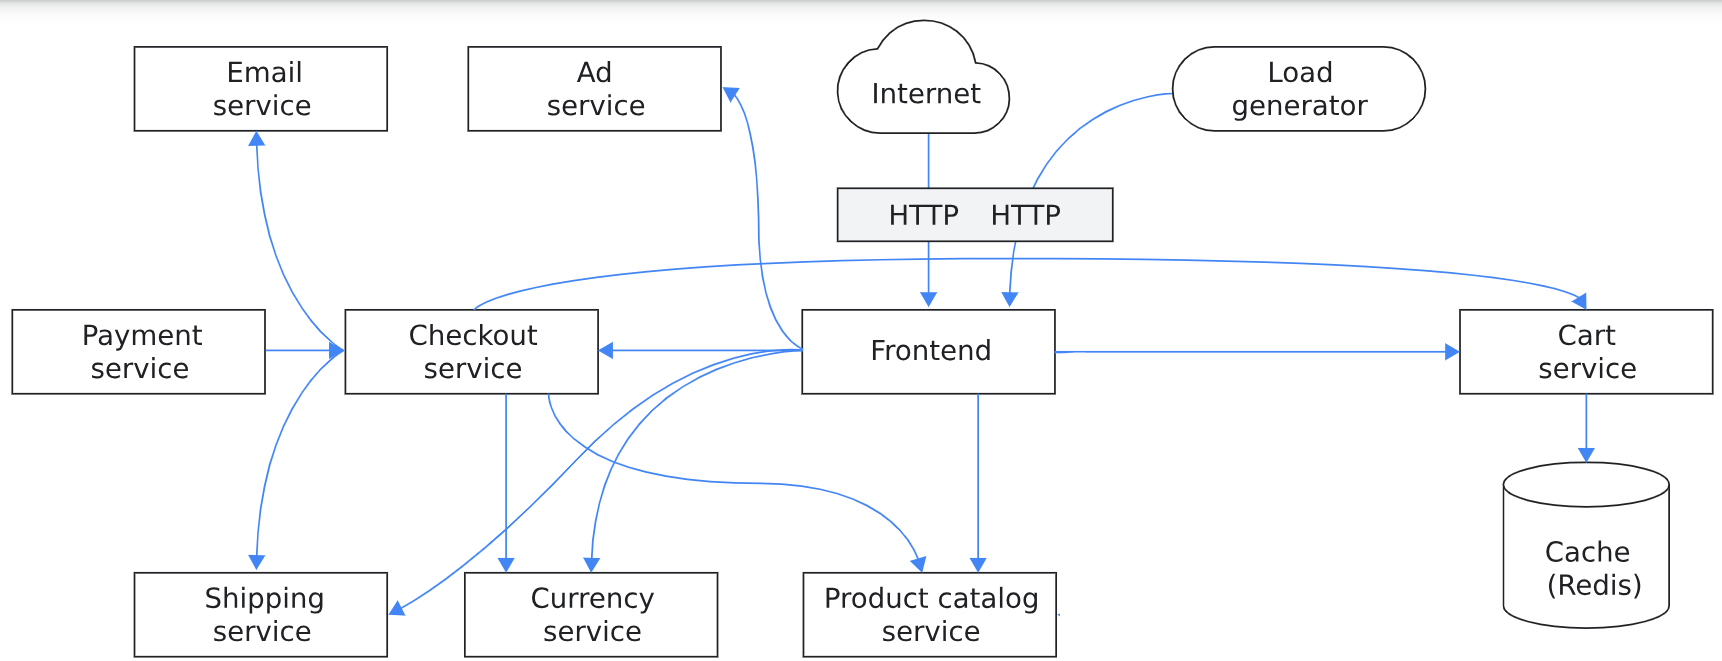 Email
service
Ad
service
Internet
Load
generator
HTTP HTTP
Payment
service
Checkout
service
Frontend
Cart
service
Shipping
service
Currency
service
Product catalog
service
Cache
(Redis)